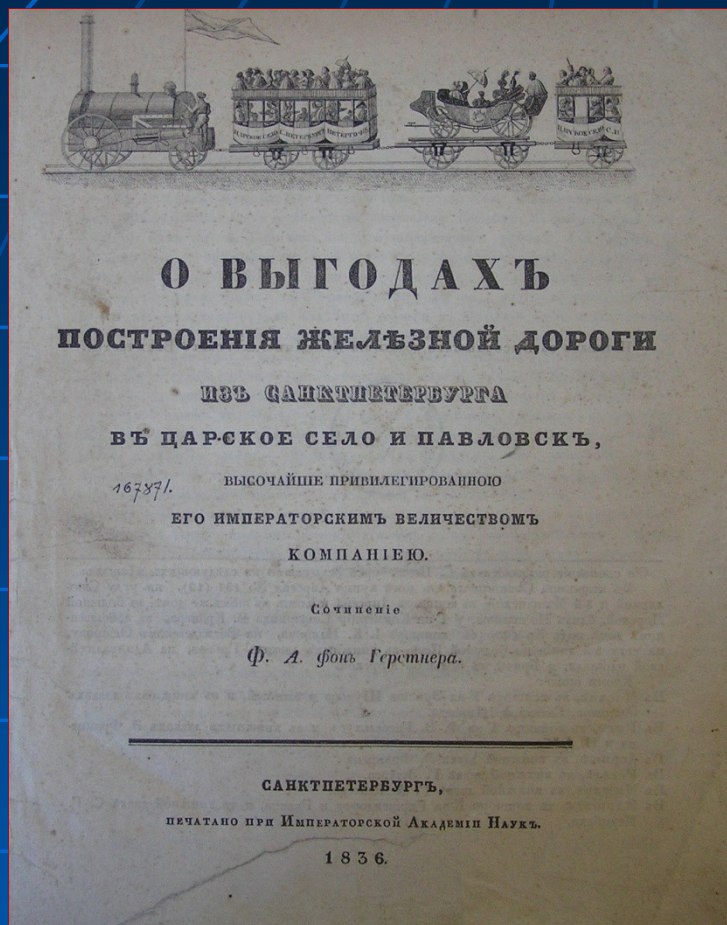 О ВЫГОДАХЪ
ПОСТРОЕНІЯ ЖЕЛѢЗНОЙ ДОРОГИ
ИЗЪ САНКТПЕТЕРБУРГА
ВЪ ЦАРСКОЕ СЕЛО И ПАВЛОВСКЪ,
ВЫСОЧАЙШЕ ПРИВИЛЕГИРОВАННОЮ
167871.
ЕГО ИМПЕРАТОРСКИМЪ ВЕЛИЧЕСТВОМЪ
КОМПАНІЕЮ.
Сочиненіе
Ф. А. фонъ Герстнера.
САНКТПЕТЕРБУРГЪ,
ПЕЧАТАНО ПРИ ИМПЕРАТОРСКОЙ АКАДЕМІИ НАУКЪ.
1836.